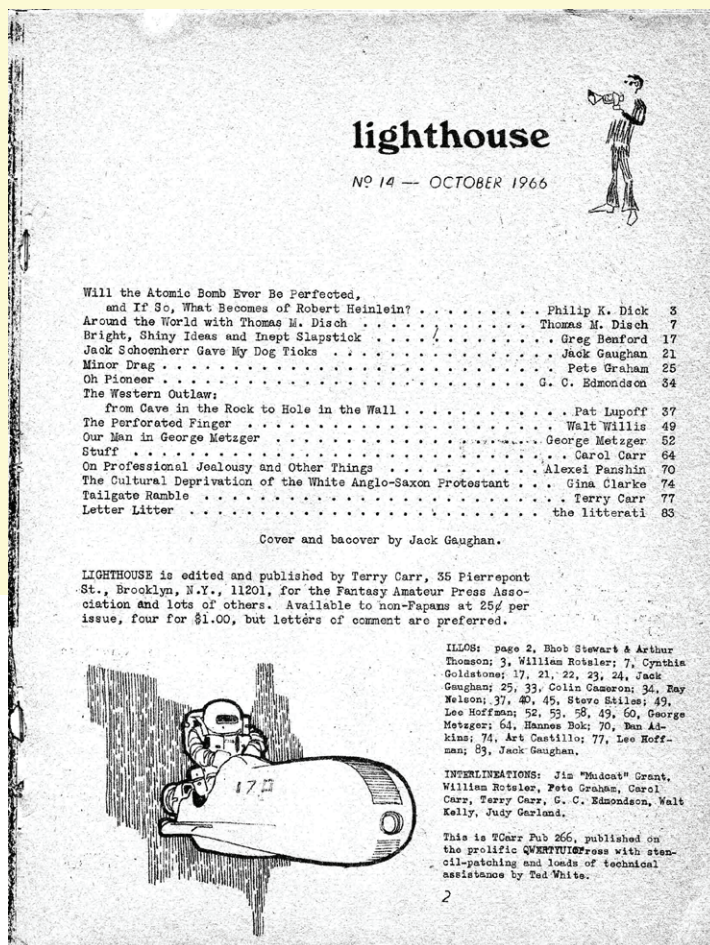 lighthouse
Nº 14 — OCTOBER 1966
Will the Atomic Bomb Ever Be Perfected,
and If So, What Becomes of Robert Heinlein? . . . . . . . . . . Philip K. Dick 3
Around the World with Thomas M. Disch . . . . . . . . . . . . . Thomas M. Disch 7
Bright, Shiny Ideas and Inept Slapstick . . . . . . . . . . . . . Greg Benford 17
Jack Schoenherr Gave My Dog Ticks . . . . . . . . . . . . . . . . Jack Gaughan 21
Minor Drag . . . . . . . . . . . . . . . . . . . . . . . . . . . . Pete Graham 25
Oh Pioneer . . . . . . . . . . . . . . . . . . . . . . . . . . G. C. Edmondson 34
The Western Outlaw:
from Cave in the Rock to Hole in the Wall . . . . . . . . . . . . Pat Lupoff 37
The Perforated Finger . . . . . . . . . . . . . . . . . . . . . . Walt Willis 49
Our Man in George Metzger . . . . . . . . . . . . . . . . . . George Metzger 52
Stuff . . . . . . . . . . . . . . . . . . . . . . . . . . . . . . . Carol Carr 64
On Professional Jealousy and Other Things . . . . . . . . . . . Alexei Panshin 70
The Cultural Deprivation of the White Anglo-Saxon Protestant . . . Gina Clarke 74
Tailgate Ramble . . . . . . . . . . . . . . . . . . . . . . . . . . Terry Carr 77
Letter Litter . . . . . . . . . . . . . . . . . . . . . . . . . the litterati 83
Cover and bacover by Jack Gaughan.
LIGHTHOUSE is edited and published by Terry Carr, 35 Pierrepont
St., Brooklyn, N.Y., 11201, for the Fantasy Amateur Press Asso-
ciation and lots of others. Available to non-Fapans at 25¢ per
issue, four for $1.00, but letters of comment are preferred.
ILLOS: page 2, Bhob Stewart & Arthur
Thomson; 3, William Rotsler; 7, Cynthia
Goldstone; 17, 21, 22, 23, 24, Jack
Gaughan; 25, 33, Colin Cameron; 34, Ray
Nelson; 37, 40, 45, Steve Stiles; 49,
Lee Hoffman; 52, 53, 58, 49, 60, George
Metzger; 64, Hannes Bok; 70, Dan Ad-
kins; 74, Art Castillo; 77, Lee Hoff-
man; 83, Jack Gaughan.
INTERLINEATIONS: Jim "Mudcat" Grant,
William Rotsler, Pete Graham, Carol
Carr, Terry Carr, G. C. Edmondson, Walt
Kelly, Judy Garland.
This is TCarr Pub 266, published on
the prolific QWERTYUIOPress with sten-
cil-patching and loads of technical
assistance by Ted White.
2